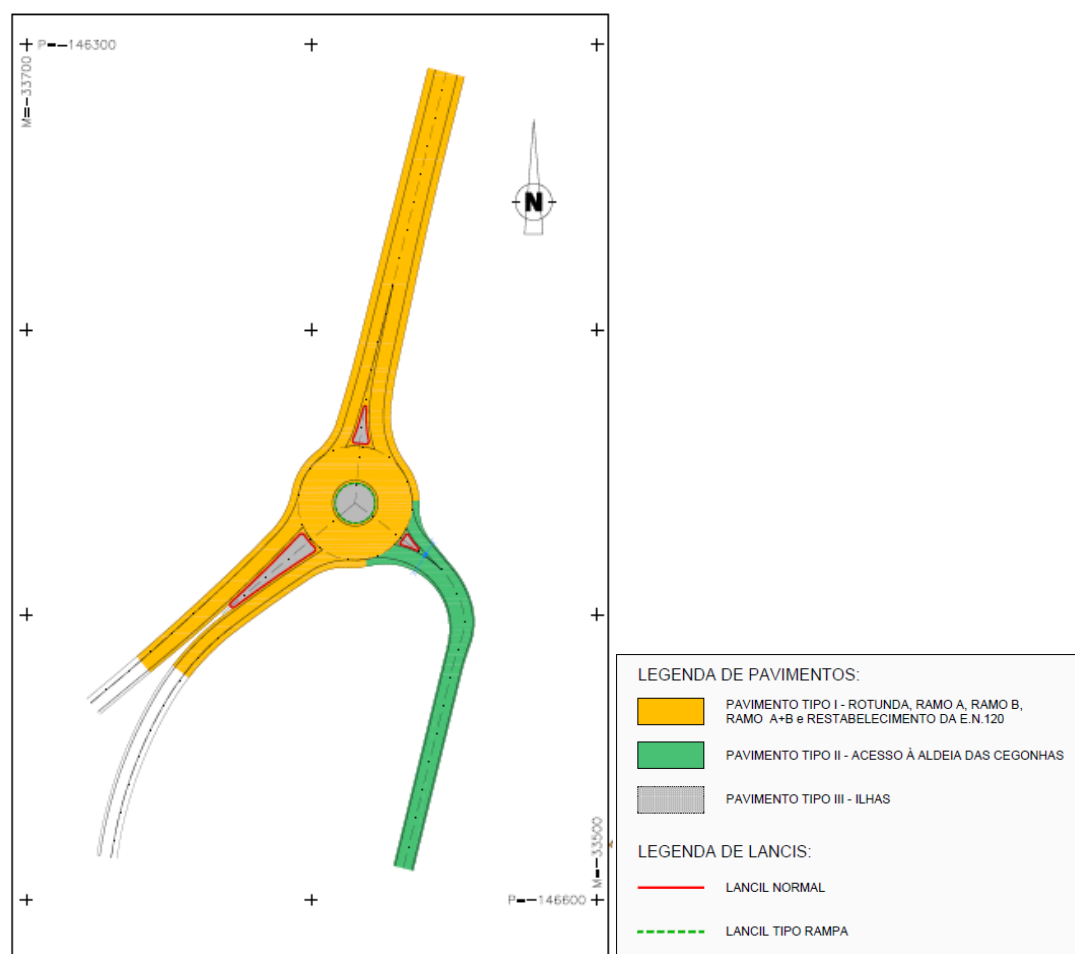 P=-146300
M=-33700
N
M=-33500
P=-146600
LEGENDA DE PAVIMENTOS:
PAVIMENTO TIPO I - ROTUNDA, RAMO A, RAMO B,
RAMO A+B e RESTABELECIMENTO DA E.N.120
PAVIMENTO TIPO II - ACESSO À ALDEIA DAS CEGONHAS
PAVIMENTO TIPO III - ILHAS
LEGENDA DE LANCIS:
LANCIL NORMAL
LANCIL TIPO RAMPA